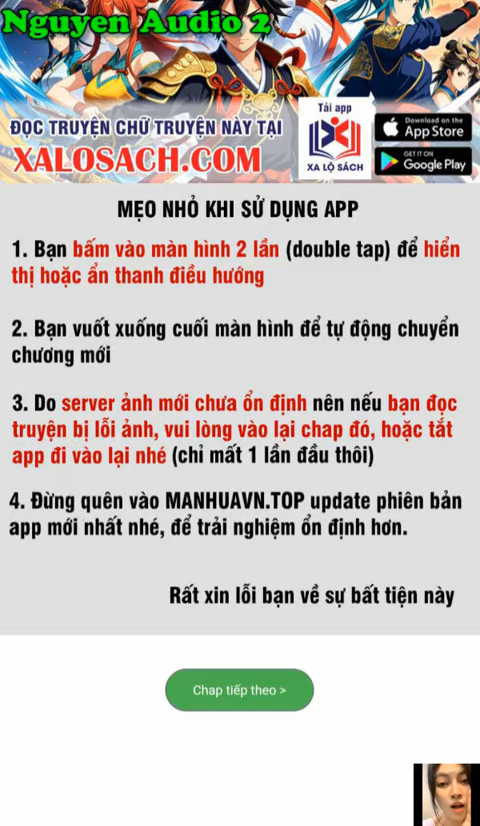 Nguyen Audio 2
ĐỌC TRUYỆN CHỮ TRUYỆN NÀY TẠI
XALOSACH.COM
Tải app
XA LỘ SÁCH
Download on the
App Store
GET IT ON
Google Play
MẸO NHỎ KHI SỬ DỤNG APP
1. Bạn bấm vào màn hình 2 lần (double tap) để hiển
thị hoặc ẩn thanh điều hướng
2. Bạn vuốt xuống cuối màn hình để tự động chuyển
chương mới
3. Do server ảnh mới chưa ổn định nên nếu bạn đọc
truyện bị lỗi ảnh, vui lòng vào lại chap đó, hoặc tắt
app đi vào lại nhé (chỉ mất 1 lần đầu thôi)
4. Đừng quên vào MANHUAVN.TOP update phiên bản
app mới nhất nhé, để trải nghiệm ổn định hơn.
Rất xin lỗi bạn về sự bất tiện này
Chap tiếp theo >